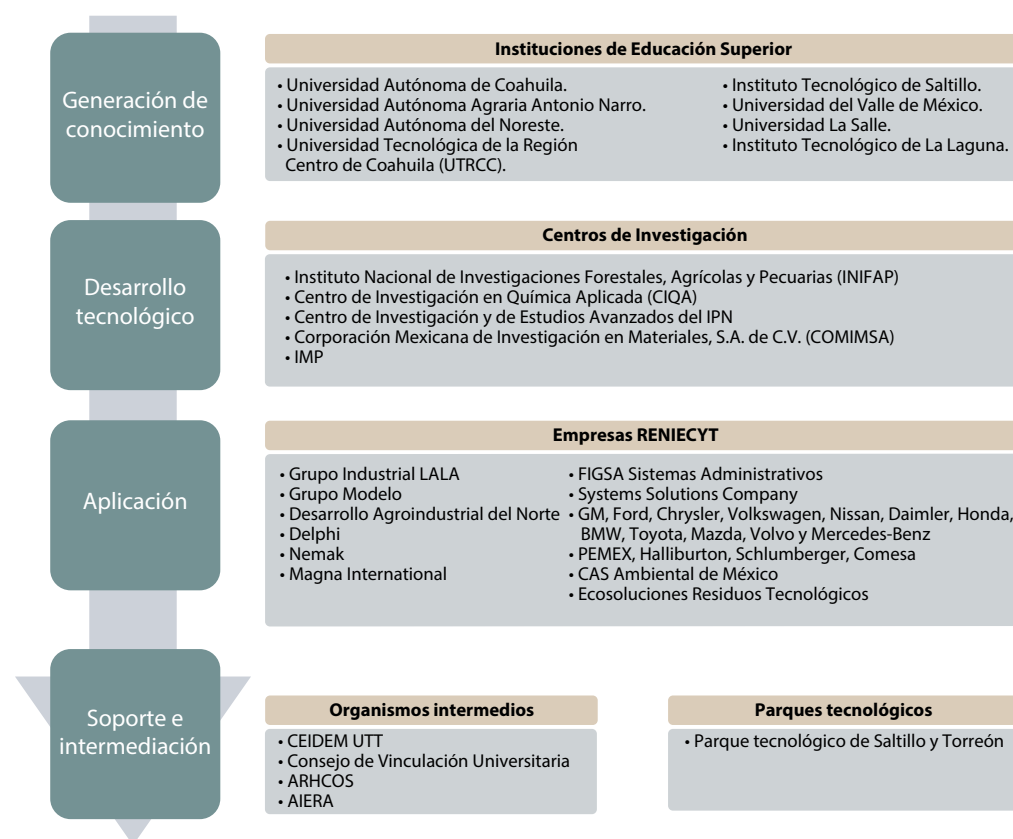 Generación de
conocimiento
Instituciones de Educación Superior
• Universidad Autónoma de Coahuila.
• Universidad Autónoma Agraria Antonio Narro.
• Universidad Autónoma del Noreste.
• Universidad Tecnológica de la Región
Centro de Coahuila (UTRCC).
• Instituto Tecnológico de Saltillo.
• Universidad del Valle de México.
• Universidad La Salle.
• Instituto Tecnológico de La Laguna.
Desarrollo
tecnológico
Centros de Investigación
• Instituto Nacional de Investigaciones Forestales, Agrícolas y Pecuarias (INIFAP)
• Centro de Investigación en Química Aplicada (CIQA)
• Centro de Investigación y de Estudios Avanzados del IPN
• Corporación Mexicana de Investigación en Materiales, S.A. de C.V. (COMIMSA)
• IMP
Aplicación
Empresas RENIECYT
• Grupo Industrial LALA
• Grupo Modelo
• Desarrollo Agroindustrial del Norte
• Delphi
• Nemak
• Magna International
• FIGSA Sistemas Administrativos
• Systems Solutions Company
• GM, Ford, Chrysler, Volkswagen, Nissan, Daimler, Honda,
BMW, Toyota, Mazda, Volvo y Mercedes-Benz
• PEMEX, Halliburton, Schlumberger, Comesa
• CAS Ambiental de México
• Ecosoluciones Residuos Tecnológicos
Soporte e
intermediación
Organismos intermedios
• CEIDEM UTT
• Consejo de Vinculación Universitaria
• ARHCOS
• AIERA
Parques tecnológicos
• Parque tecnológico de Saltillo y Torreón